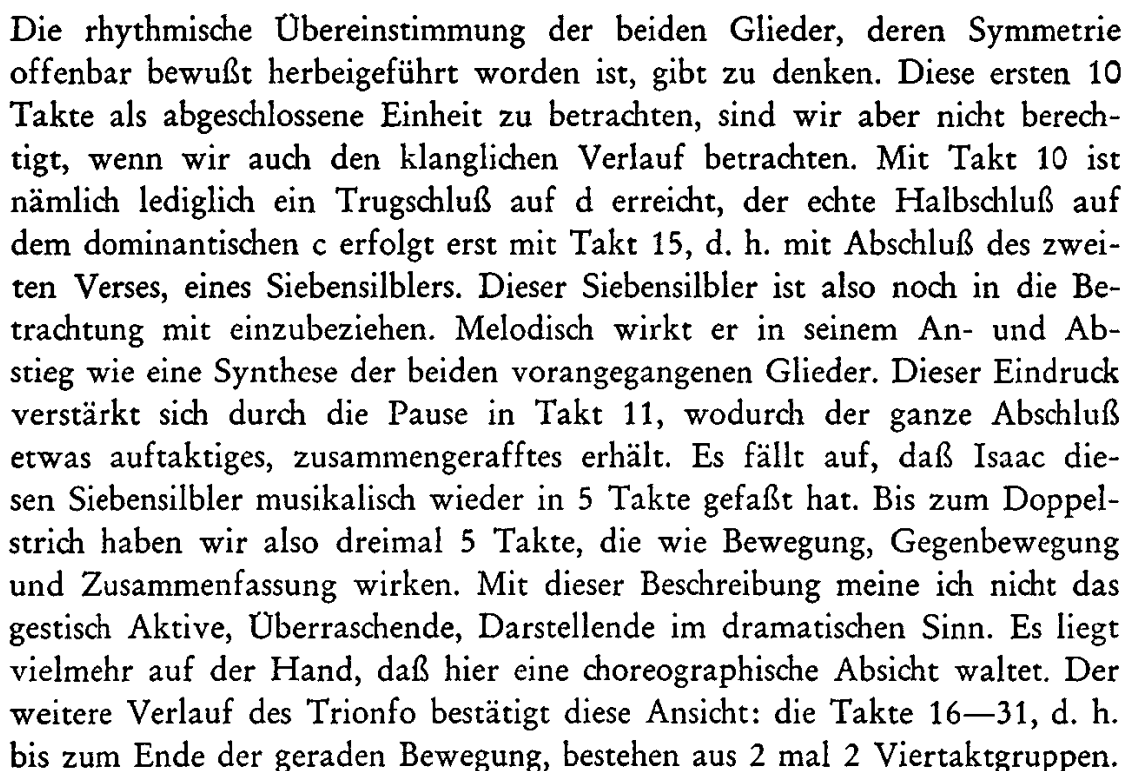 Die rhythmische Übereinstimmung der beiden Glieder, deren Symmetrie
offenbar bewußt herbeigeführt worden ist, gibt zu denken. Diese ersten 10
Takte als abgeschlossene Einheit zu betrachten, sind wir aber nicht berech-
tigt, wenn wir auch den klanglichen Verlauf betrachten. Mit Takt 10 ist
nämlich lediglich ein Trugschluß auf d erreicht, der echte Halbschluß auf
dem dominantischen c erfolgt erst mit Takt 15, d. h. mit Abschluß des zwei-
ten Verses, eines Siebensilblers. Dieser Siebensilbler ist also noch in die Be-
trachtung mit einzubeziehen. Melodisch wirkt er in seinem An- und Ab-
stieg wie eine Synthese der beiden vorangegangenen Glieder. Dieser Eindruck
verstärkt sich durch die Pause in Takt 11, wodurch der ganze Abschluß
etwas auftaktiges, zusammengerafftes erhält. Es fällt auf, daß Isaac die-
sen Siebensilbler musikalisch wieder in 5 Takte gefaßt hat. Bis zum Doppel-
strich haben wir also dreimal 5 Takte, die wie Bewegung, Gegenbewegung
und Zusammenfassung wirken. Mit dieser Beschreibung meine ich nicht das
gestisch Aktive, Überraschende, Darstellende im dramatischen Sinn. Es liegt
vielmehr auf der Hand, daß hier eine choreographische Absicht waltet. Der
weitere Verlauf des Trionfo bestätigt diese Ansicht: die Takte 16—31, d. h.
bis zum Ende der geraden Bewegung, bestehen aus 2 mal 2 Viertaktgruppen.